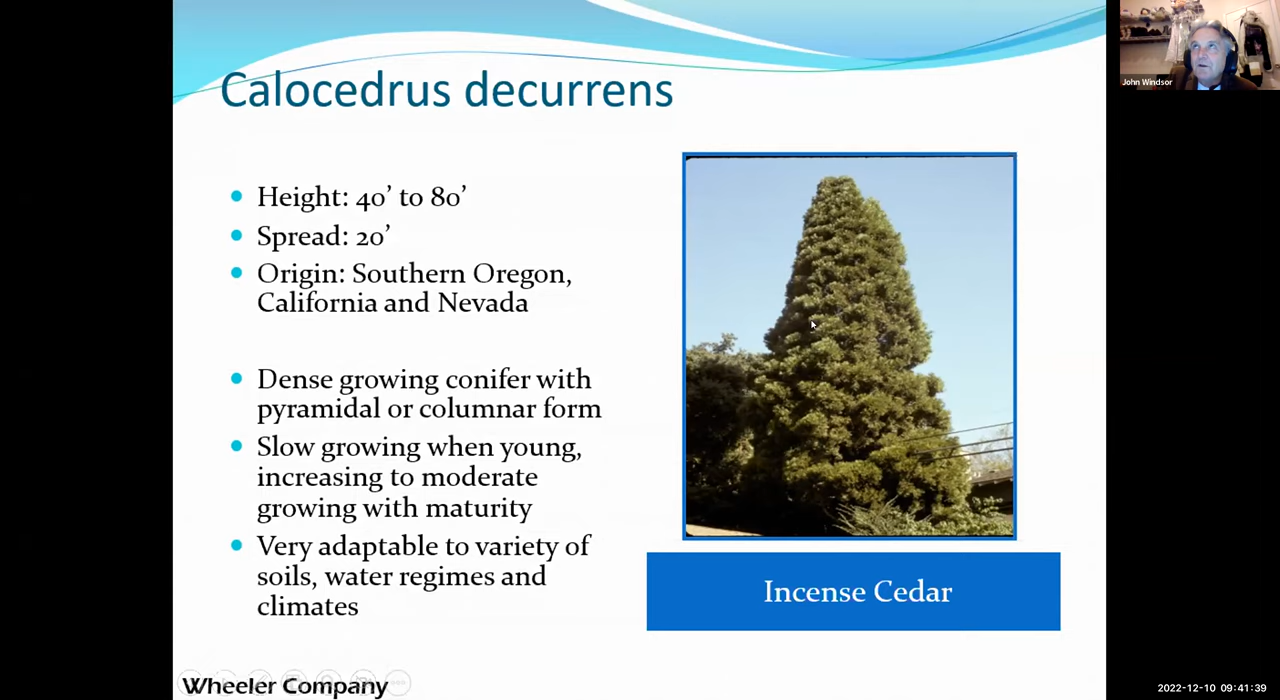 Calocedrus decurrens
John Windsor
Height: 40’ to 80’
Spread: 20’
Origin: Southern Oregon,
California and Nevada
Dense growing conifer with
pyramidal or columnar form
Slow growing when young,
increasing to moderate
growing with maturity
Very adaptable to variety of
soils, water regimes and
climates
Incense Cedar
Wheeler Company
2022-12-10 09:41:39